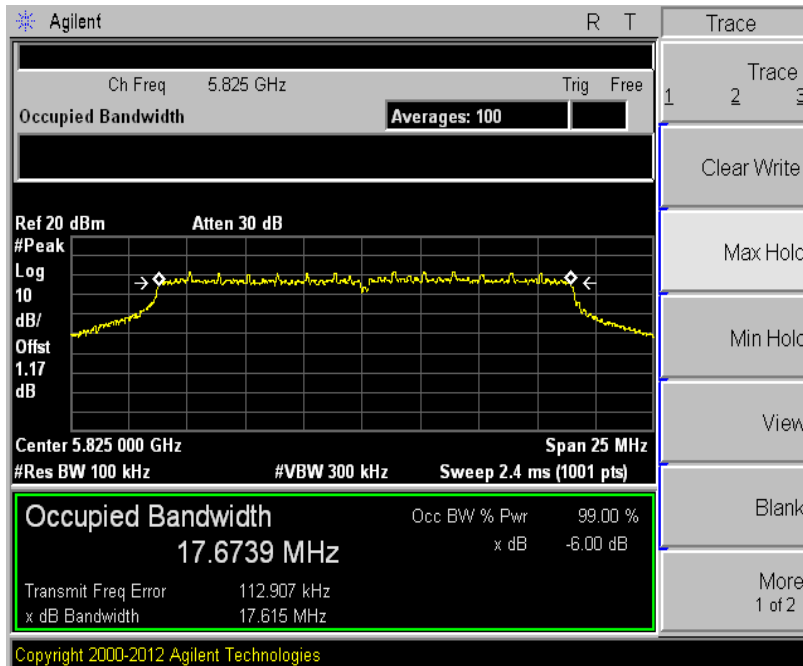 Agilent R T Trace
Ch Freq 5.825 GHz Trig Free
Occupied Bandwidth Averages: 100
Trace
1 2 3
Clear Write
Max Hold
Min Hold
View
Blank
More
1 of 2
Ref 20 dBm Atten 30 dB
#Peak
Log
10
dB/
Offst
1.17
dB
Center 5.825 000 GHz Span 25 MHz
#Res BW 100 kHz #VBW 300 kHz Sweep 2.4 ms (1001 pts)
Occupied Bandwidth Occ BW % Pwr 99.00 %
17.6739 MHz x dB -6.00 dB
Transmit Freq Error 112.907 kHz
x dB Bandwidth 17.615 MHz
Copyright 2000-2012 Agilent Technologies